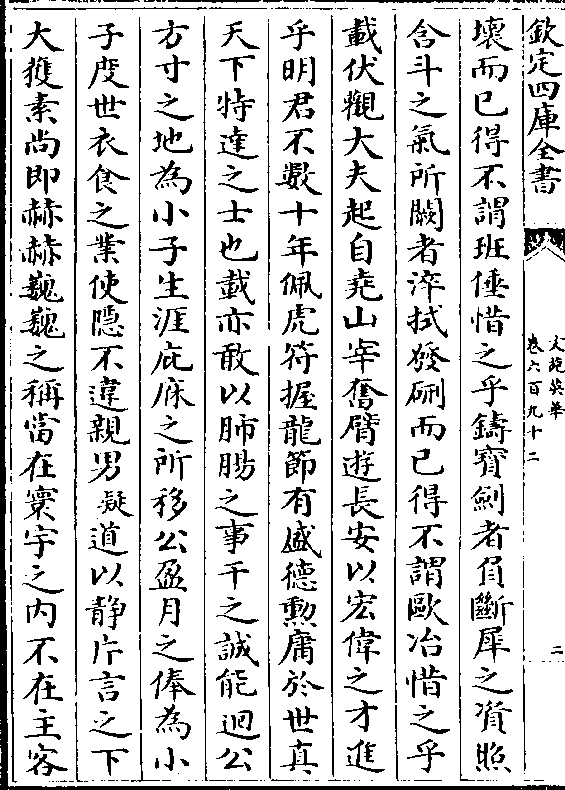 欽定四庫全書
文苑英華
卷六百九十二
二
壞而已得不謂班倕惜之乎鑄寳劍者負斷犀之質照
含斗之氣所闕者淬拭發硎而已得不謂歐冶惜之乎
載伏觀大夫起自堯山宰奮臂遊長安以宏偉之才進
乎明君不數十年佩虎符握龍節有盛德勲庸於世真
天下特達之士也載亦敢以肺腸之事干之誠能迴公
方寸之地為小子生涯庇庥之所移公盈月之俸為小
子度世衣食之業使隱不違親男凝道以静片言之下
大摧素尚即赫赫巍巍之稱當在寰宇之内不在主客